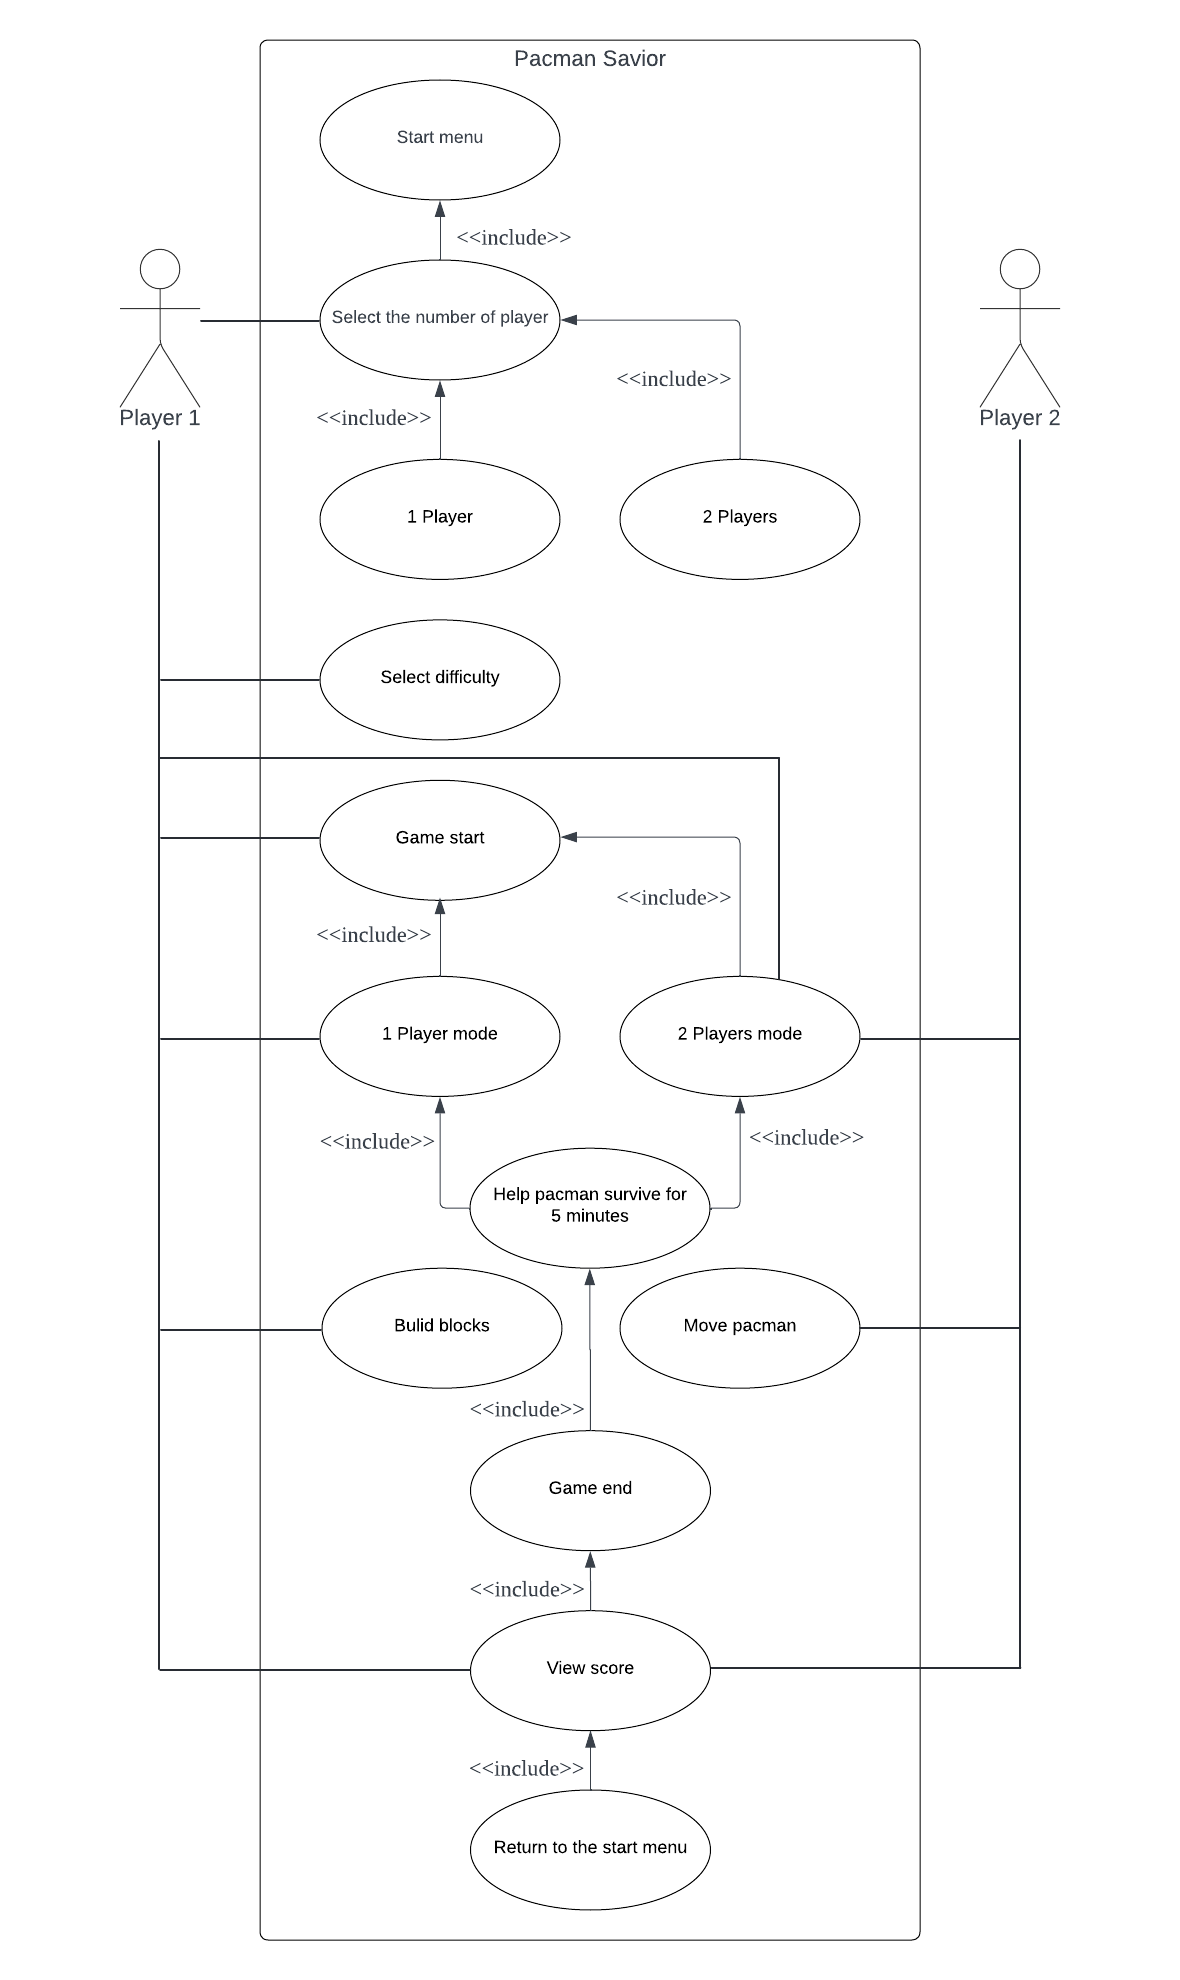 Pacman Savior
Start menu
<<include>>
Select the number of player
<<include>>
<<include>>
Player 1
Player 2
1 Player
2 Players
Select difficulty
Game start
<<include>>
<<include>>
1 Player mode
2 Players mode
<<include>>
<<include>>
Help pacman survive for
5 minutes
Bulid blocks
Move pacman
<<include>>
Game end
<<include>>
View score
<<include>>
Return to the start menu